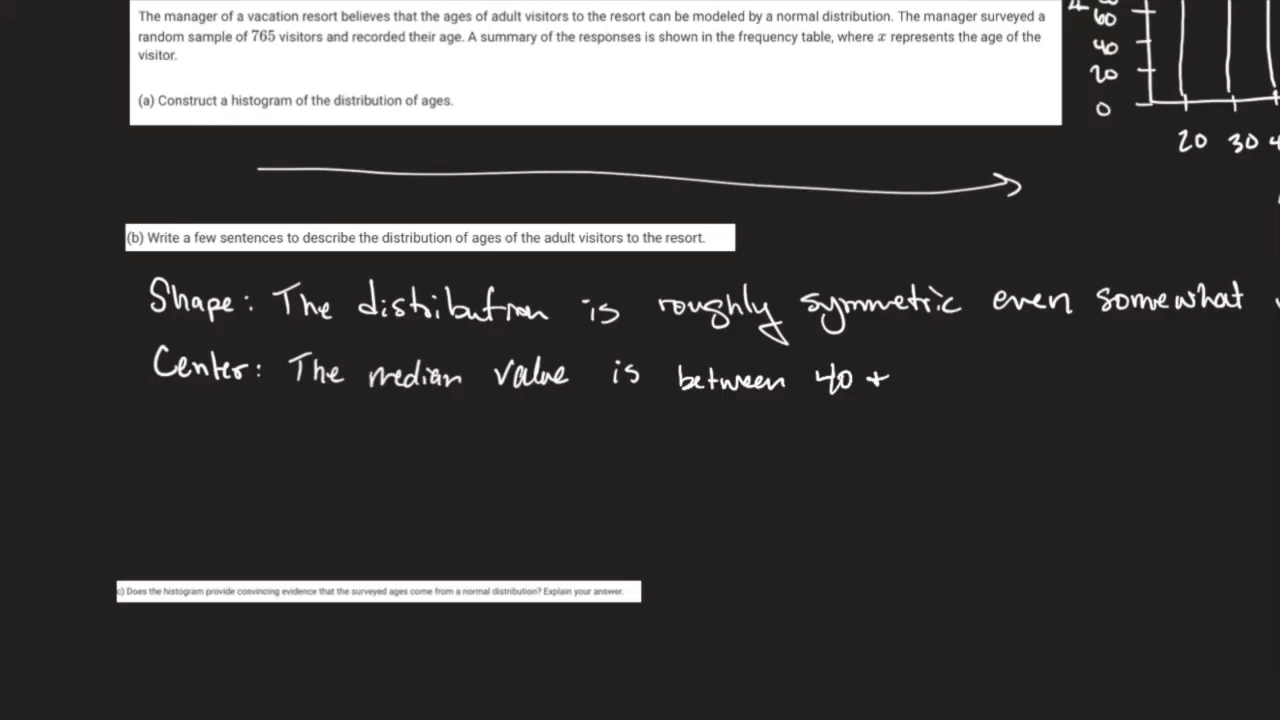 The manager of a vacation resort believes that the ages of adult visitors to the resort can be modeled by a normal distribution. The manager surveyed a
random sample of 765 visitors and recorded their age. A summary of the responses is shown in the frequency table, where x represents the age of the
visitor.
(a) Construct a histogram of the distribution of ages.
60
40
20
0
20 30 4
(b) Write a few sentences to describe the distribution of ages of the adult visitors to the resort.
Shape: The distribution is roughly symmetric even somewhat
Center: The median value is between 40 +
c) Does the histogram provide convincing evidence that the surveyed ages come from a normal distribution? Explain your answer.